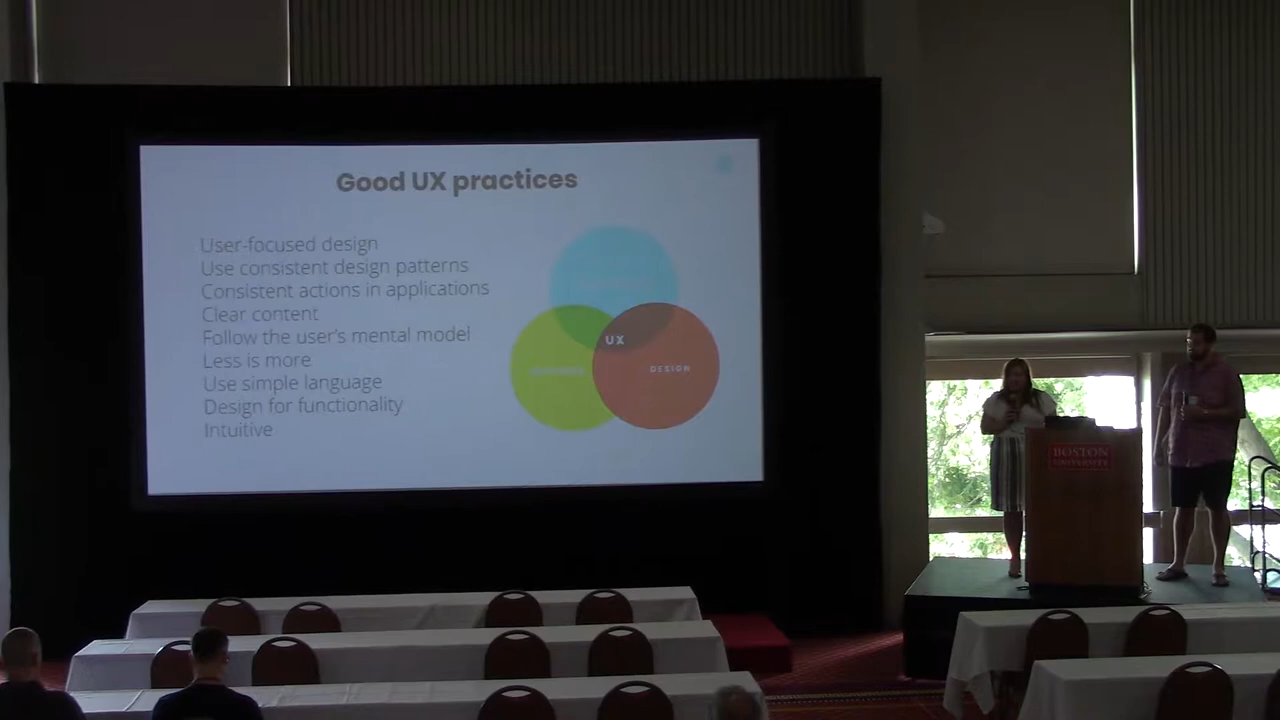 Good UX practices
User-focused design
Use consistent design patterns
Consistent actions in applications
Clear content
Follow the user's mental model
Less is more
Use simple language
Design for functionality
Intuitive
UX
DESIGN
BOSTON
UNIVERSITY